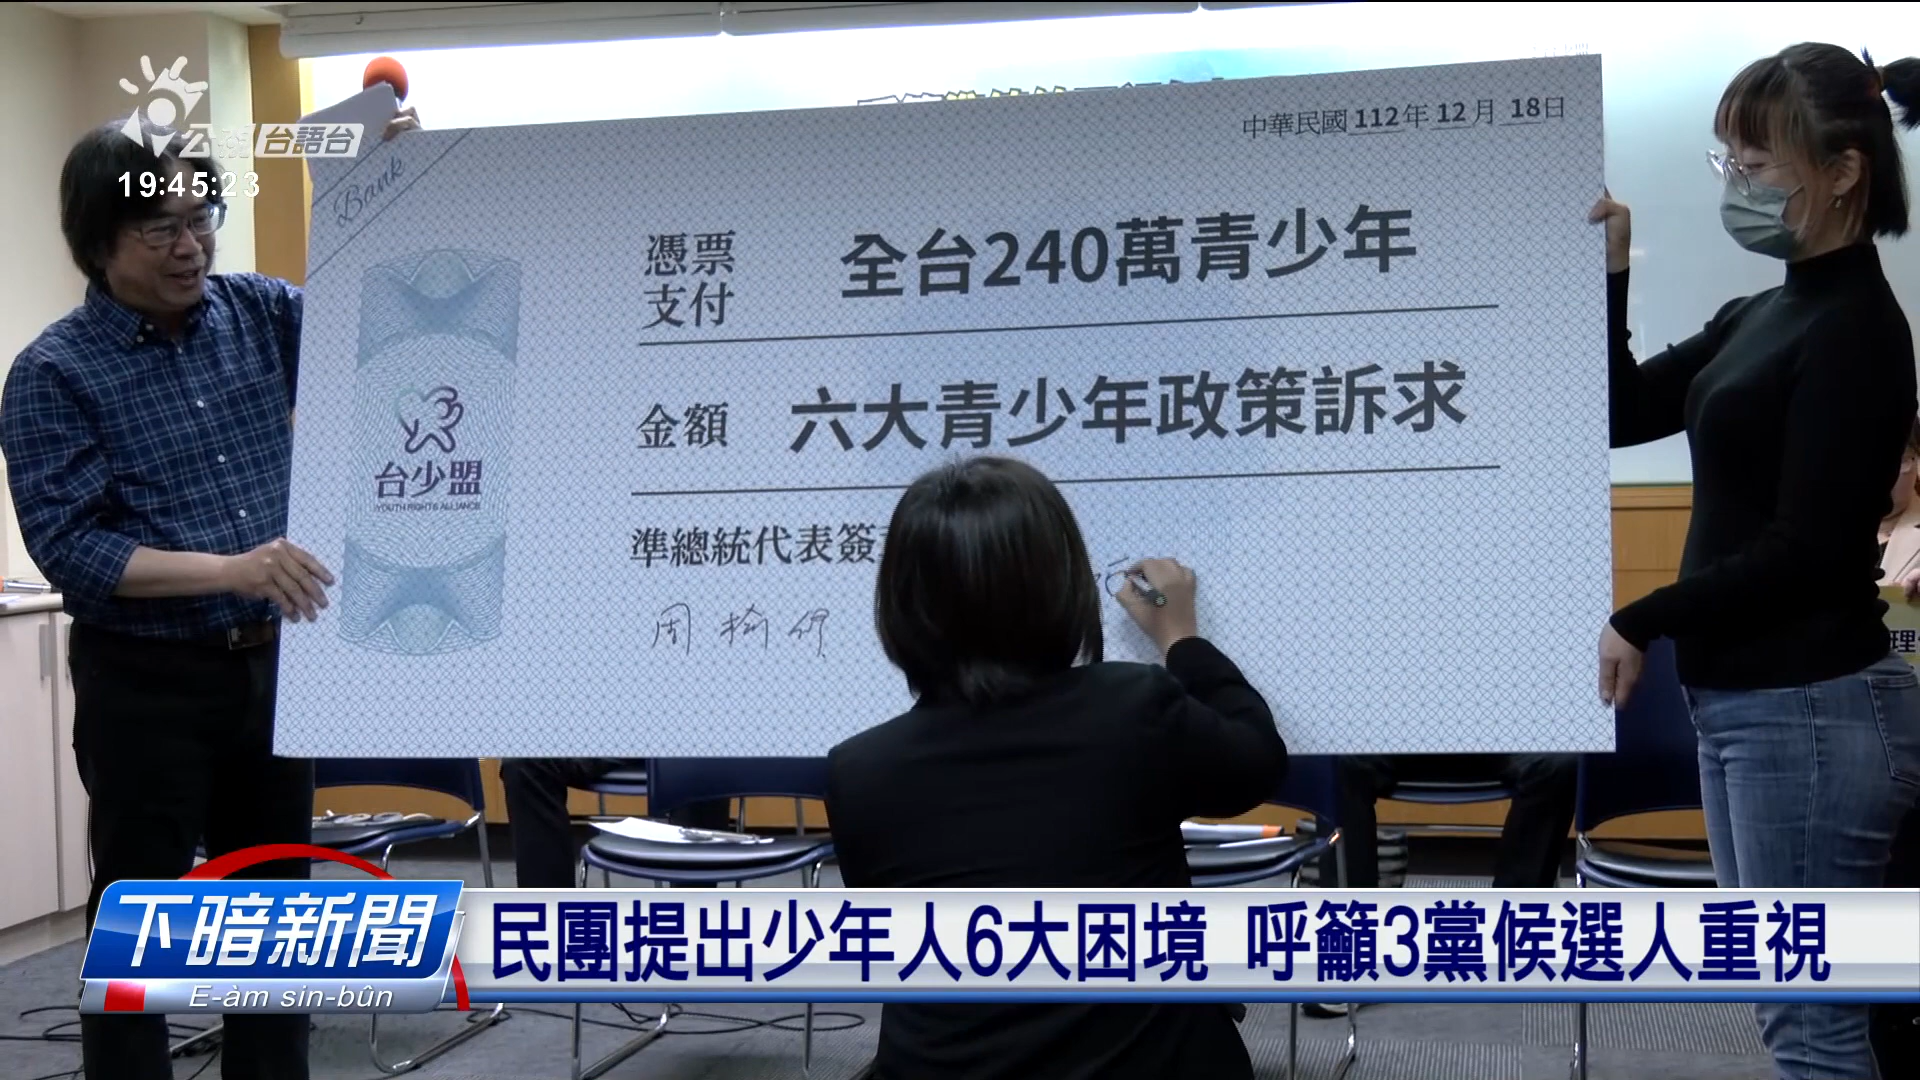 公視台語台
19:45:23
Bank
中華民國112年12月18日
憑票支付
全台240萬青少年
金額
六大青少年政策訴求
台少盟
YOUTH RIGHTS ALLIANCE
準總統代表簽
周榆修
理
下暗新聞
E-àm sin-bûn
民團提出少年人6大困境 呼籲3黨候選人重視